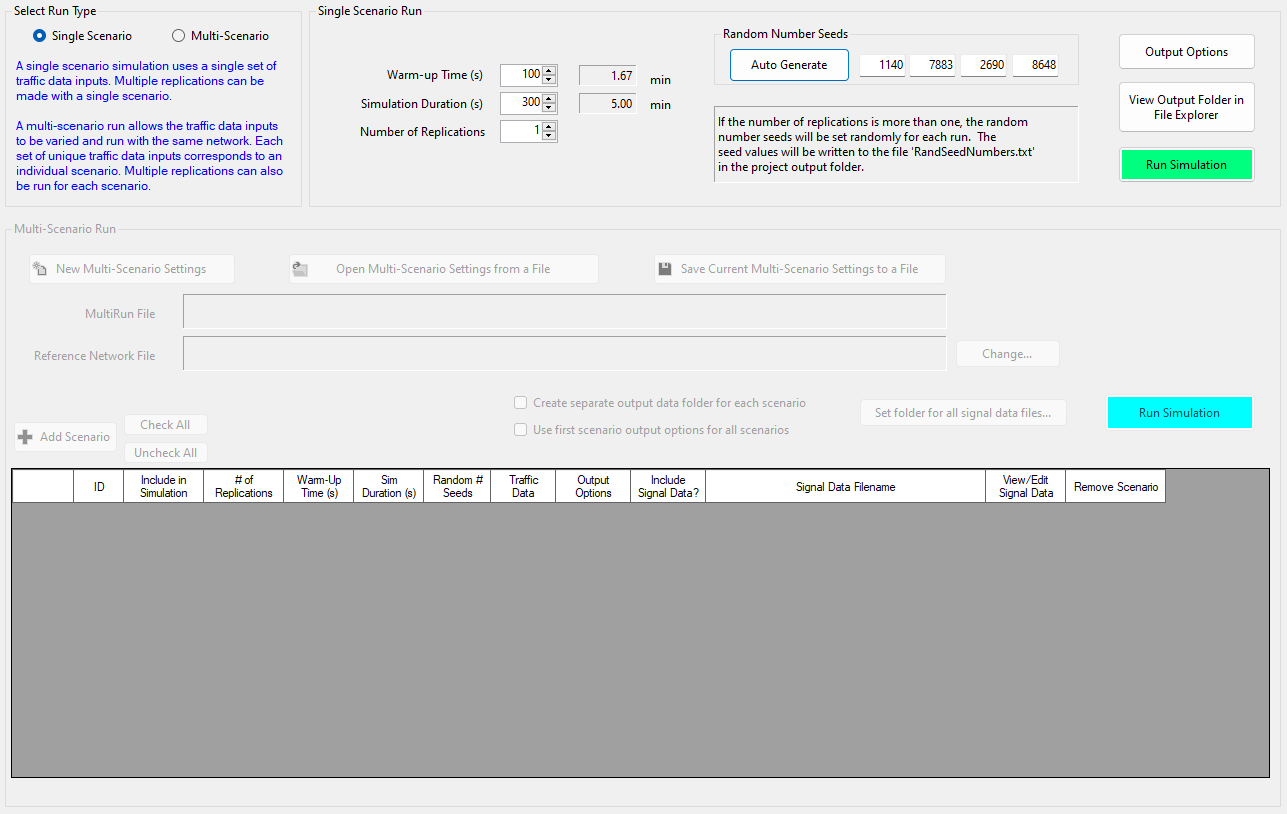 Select Run Type
Single Scenario
Multi-Scenario
A single scenario simulation uses a single set of
traffic data inputs. Multiple replications can be
made with a single scenario.
A multi-scenario run allows the traffic data inputs
to be varied and run with the same network. Each
set of unique traffic data inputs corresponds to an
individual scenario. Multiple replications can also
be run for each scenario.
Single Scenario Run
Warm-up Time (s)
100
1.67
min
Simulation Duration (s)
300
5.00
min
Number of Replications
1
Random Number Seeds
Auto Generate
1140
7883
2690
8648
If the number of replications is more than one, the random
number seeds will be set randomly for each run.  The
seed values will be written to the file 'RandSeedNumbers.txt'
in the project output folder.
Output Options
View Output Folder in
File Explorer
Run Simulation
Multi-Scenario Run
New Multi-Scenario Settings
Open Multi-Scenario Settings from a File
Save Current Multi-Scenario Settings to a File
MultiRun File
Reference Network File
Change...
Create separate output data folder for each scenario
Use first scenario output options for all scenarios
Set folder for all signal data files...
Run Simulation
Add Scenario
Check All
Uncheck All
ID
Include in
Simulation
# of
Replications
Warm-Up
Time (s)
Sim
Duration (s)
Random #
Seeds
Traffic
Data
Output
Options
Include
Signal Data?
Signal Data Filename
View/Edit
Signal Data
Remove Scenario